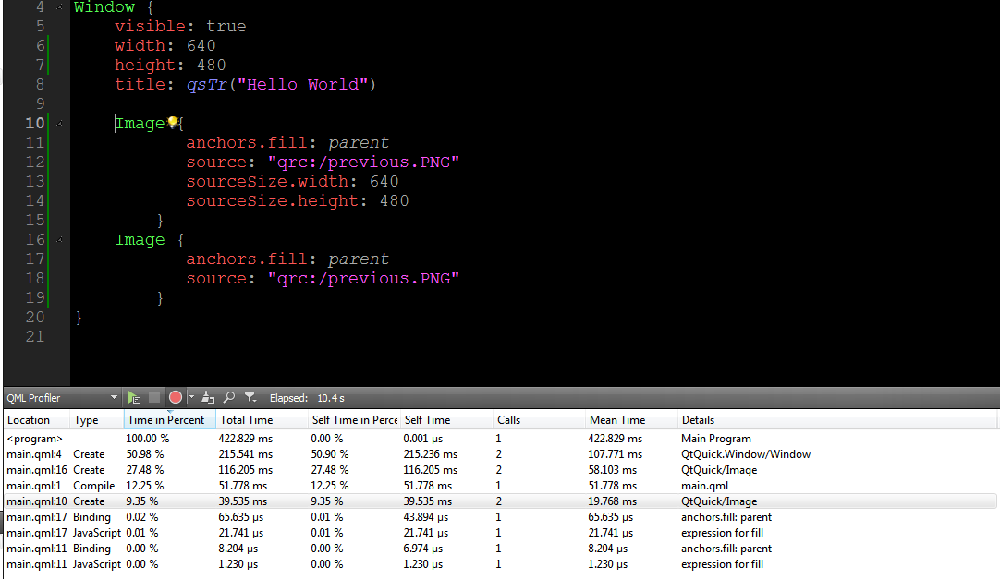 4 Window {
5 visible: true
6 width: 640
7 height: 480
8 title: qsTr("Hello World")
9
10 Image {
11 anchors.fill: parent
12 source: "qrc:/previous.PNG"
13 sourceSize.width: 640
14 sourceSize.height: 480
15 }
16 Image {
17 anchors.fill: parent
18 source: "qrc:/previous.PNG"
19 }
20 }
21
QML Profiler Elapsed: 10.4 s
Location Type Time in Percent Total Time Self Time in Perce Self Time Calls Mean Time Details
<program> 100.00 % 422.829 ms 0.00 % 0.001 µs 1 422.829 ms Main Program
main.qml:4 Create 50.98 % 215.541 ms 50.90 % 215.236 ms 2 107.771 ms QtQuick.Window/Window
main.qml:16 Create 27.48 % 116.205 ms 27.48 % 116.205 ms 2 58.103 ms QtQuick/Image
main.qml:1 Compile 12.25 % 51.778 ms 12.25 % 51.778 ms 1 51.778 ms main.qml
main.qml:10 Create 9.35 % 39.535 ms 9.35 % 39.535 ms 2 19.768 ms QtQuick/Image
main.qml:17 Binding 0.02 % 65.635 µs 0.01 % 43.894 µs 1 65.635 µs anchors.fill: parent
main.qml:17 JavaScript 0.01 % 21.741 µs 0.01 % 21.741 µs 1 21.741 µs expression for fill
main.qml:11 Binding 0.00 % 8.204 µs 0.00 % 6.974 µs 1 8.204 µs anchors.fill: parent
main.qml:11 JavaScript 0.00 % 1.230 µs 0.00 % 1.230 µs 1 1.230 µs expression for fill